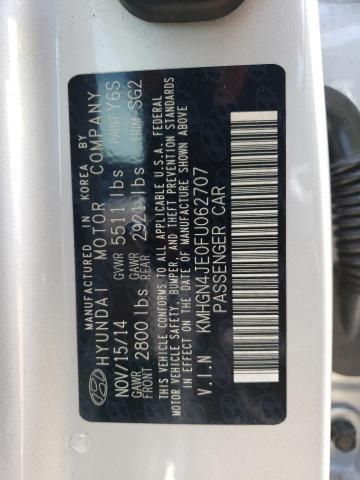 MANUFACTURED IN KOREA BY
HYUNDAI MOTOR COMPANY
NOV/15/14 GVWR 5511 lbs PAINT Y6S
GAWR FRONT 2800 lbs GAWR REAR 2921 lbs TRIM SG2
THIS VEHICLE CONFORMS TO ALL APPLICABLE U.S.A. FEDERAL
MOTOR VEHICLE SAFETY, BUMPER AND THEFT PREVENTION STANDARDS
IN EFFECT ON THE DATE OF MANUFACTURE SHOWN ABOVE
V.I.N KMHGN4JE0FU062707
PASSENGER CAR